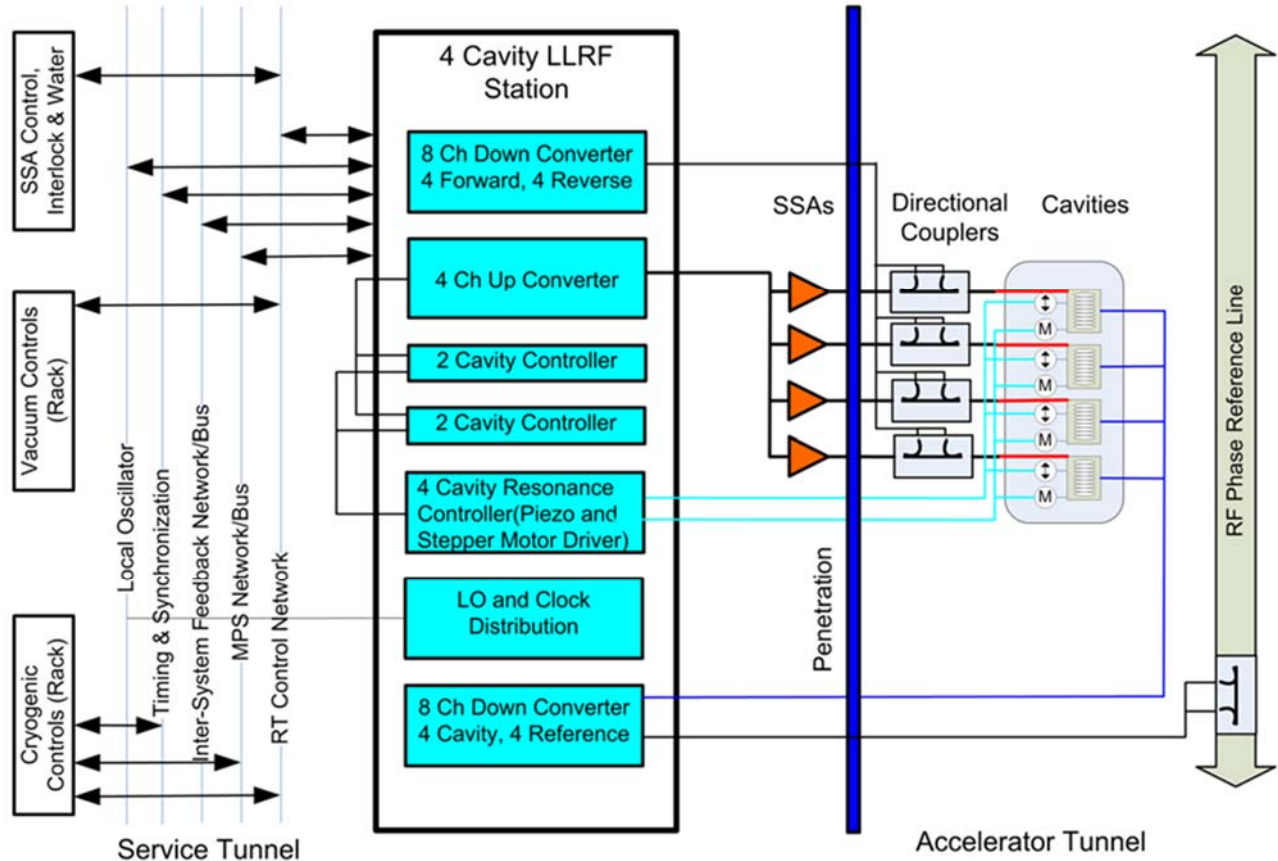 SSA Control,
Interlock & Water
Vacuum Controls
(Rack)
Cryogenic
Controls (Rack)
Local Oscillator
Timing & Synchronization
Inter-System Feedback Network/Bus
MPS Network/Bus
RT Control Network
Service Tunnel
4 Cavity LLRF
Station
8 Ch Down Converter
4 Forward, 4 Reverse
4 Ch Up Converter
2 Cavity Controller
2 Cavity Controller
4 Cavity Resonance
Controller(Piezo and
Stepper Motor Driver)
LO and Clock
Distribution
8 Ch Down Converter
4 Cavity, 4 Reference
SSAs
Penetration
Directional
Couplers
Cavities
M
M
M
M
RF Phase Reference Line
Accelerator Tunnel